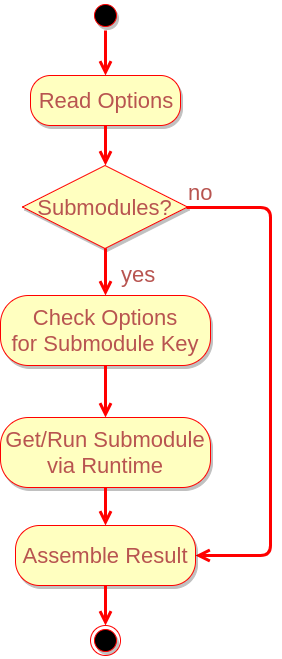 Read Options
Submodules?
no
yes
Check Options
for Submodule Key
Get/Run Submodule
via Runtime
Assemble Result